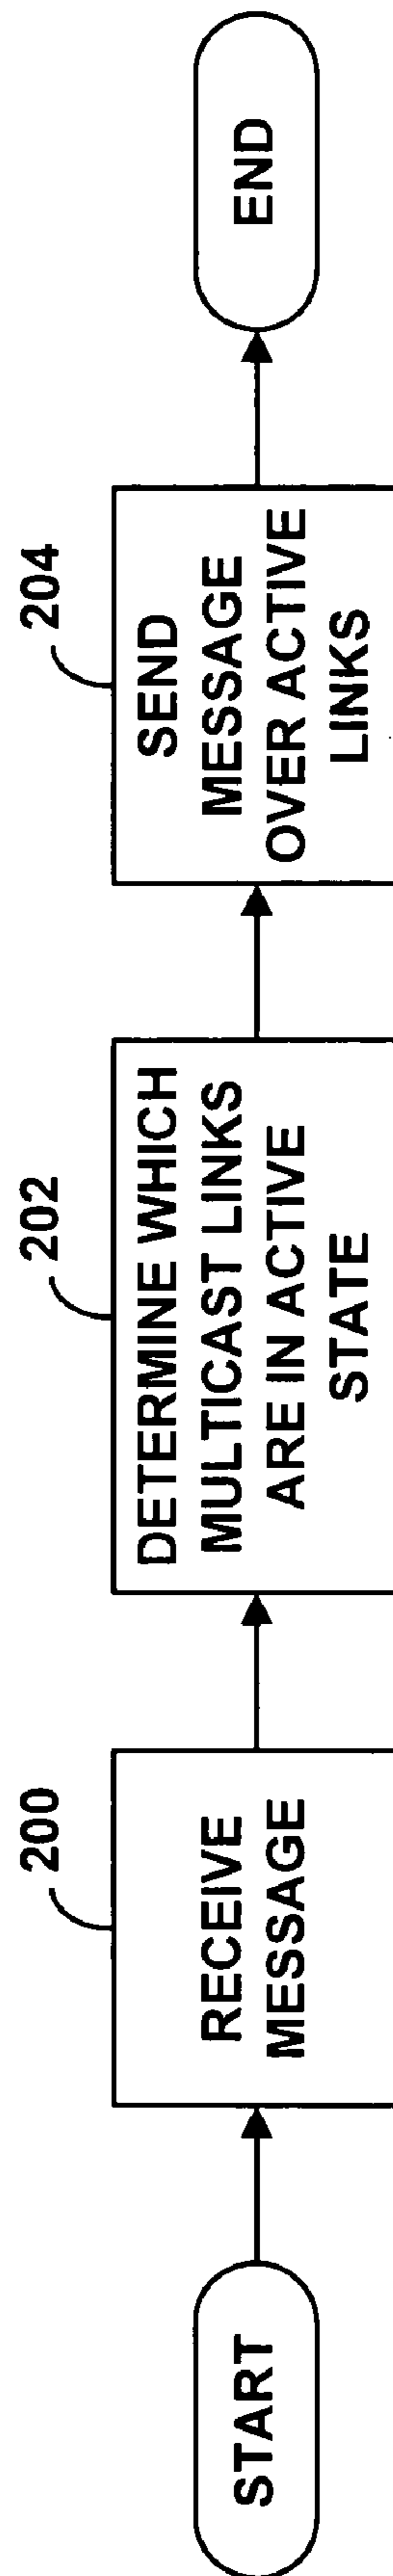 START
200
RECEIVE
MESSAGE
202
DETERMINE WHICH
MULTICAST LINKS
ARE IN ACTIVE
STATE
204
SEND
MESSAGE
OVER ACTIVE
LINKS
END